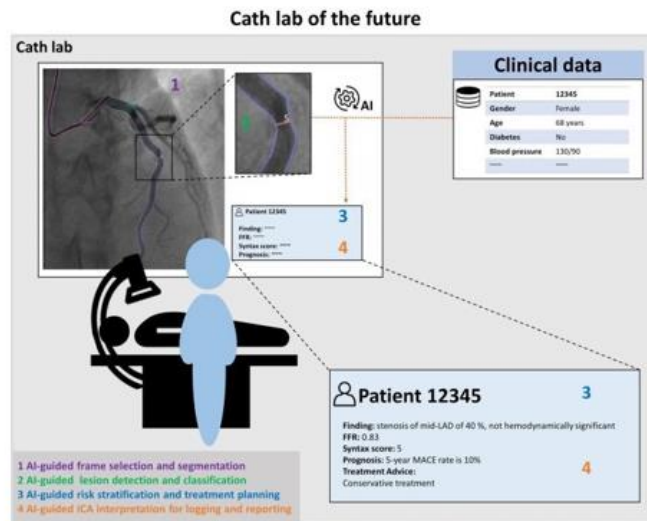 Cath lab of the future
Cath lab
1
2
AI
Clinical data
Patient 12345
Gender Female
Age 68 years
Diabetes No
Blood pressure 130/90
Patient 12345 3
Finding: ****
FFR: ****
Syntax score: ****
Prognosis: ****
4
Patient 12345 3
Finding: stenosis of mid-LAD of 40 %, not hemodynamically significant
FFR: 0.83
Syntax score: 5
Prognosis: 5-year MACE rate is 10%
Treatment Advice: 4
Conservative treatment
1 AI-guided frame selection and segmentation
2 AI-guided lesion detection and classification
3 AI-guided risk stratification and treatment planning
4 AI-guided ICA interpretation for logging and reporting